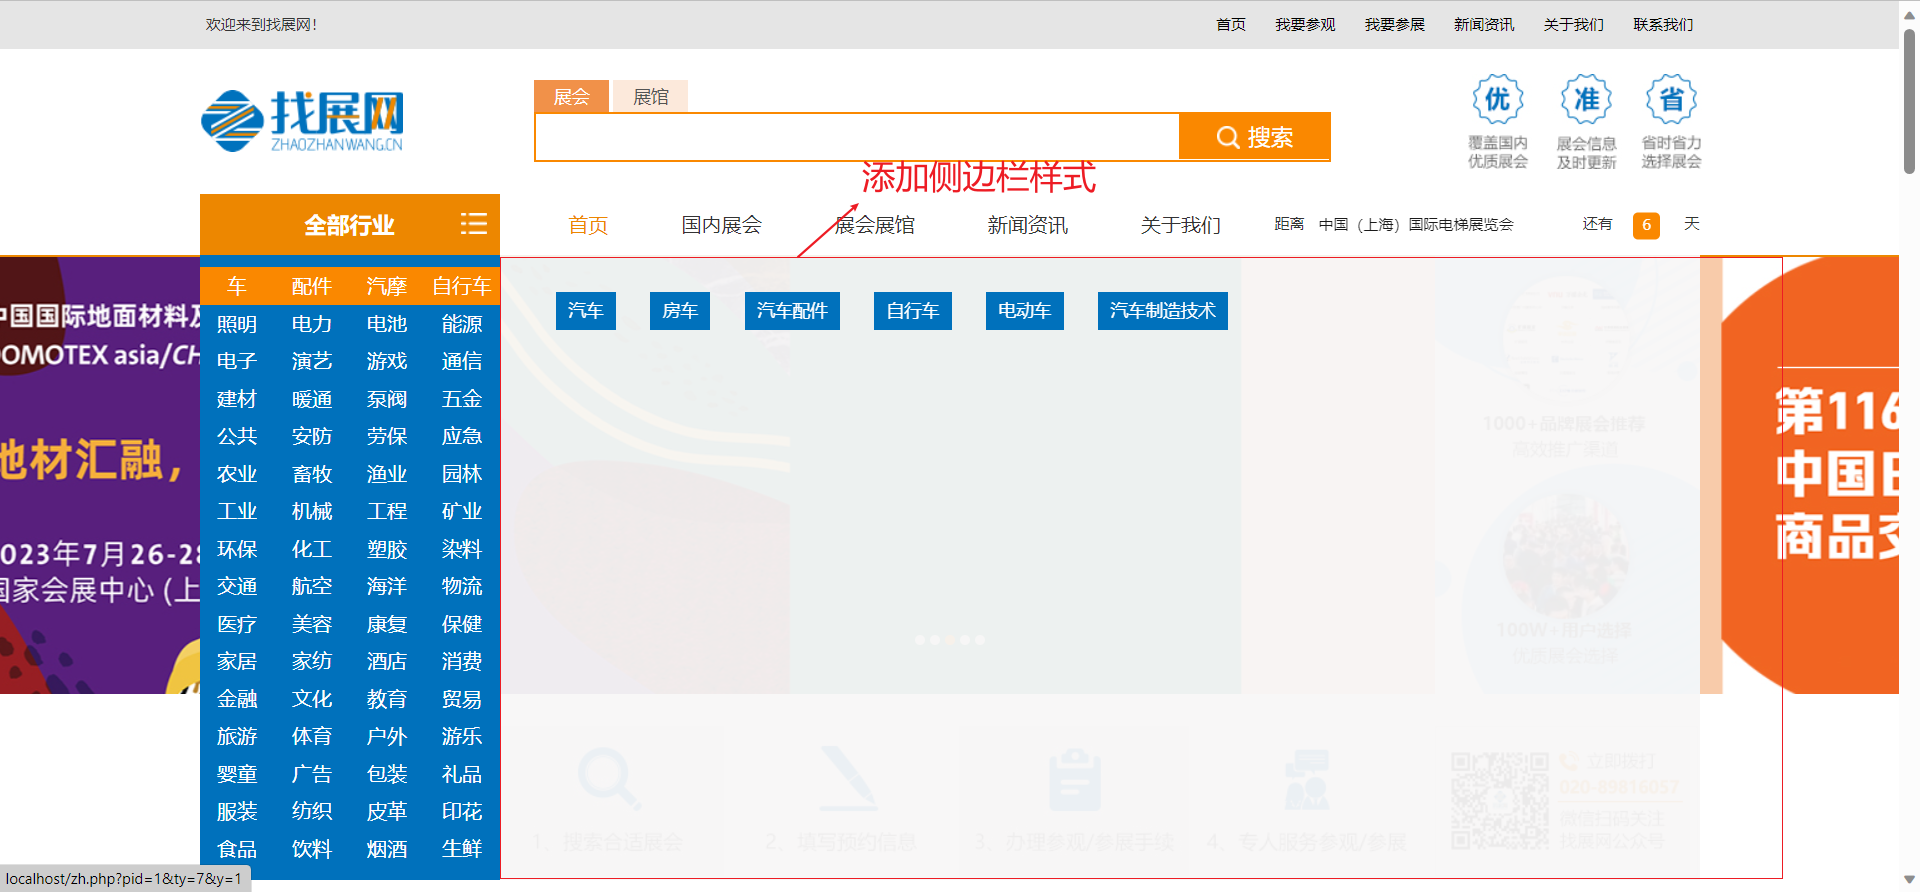 欢迎来到找展网！
首页 我要参观 我要参展 新闻资讯 关于我们 联系我们
找展网
ZHAOZHANWANG.CN
展会 展馆
搜索
优 准 省
覆盖国内 展会信息 省时省力
优质展会 及时更新 选择展会
添加侧边栏样式
全部行业
首页 国内展会 展会展馆 新闻资讯 关于我们
距离 中国（上海）国际电梯展览会 还有 6 天
车 配件 汽摩 自行车
照明 电力 电池 能源
电子 演艺 游戏 通信
建材 暖通 泵阀 五金
公共 安防 劳保 应急
农业 畜牧 渔业 园林
工业 机械 工程 矿业
环保 化工 塑胶 染料
交通 航空 海洋 物流
医疗 美容 康复 保健
家居 家纺 酒店 消费
金融 文化 教育 贸易
旅游 体育 户外 游乐
婴童 广告 包装 礼品
服装 纺织 皮革 印花
食品 饮料 烟酒 生鲜
汽车 房车 汽车配件 自行车 电动车 汽车制造技术
中国国际地面材料及
DOMOTEX asia/CH
地材汇融，
2023年7月26-28
国家会展中心 (上
1000+品牌展会推荐
高效推广渠道
100W+用户选择
优质展会选择
第116
中国日
商品交
1、搜索合适展会
2、填写预约信息
3、办理参观/参展手续
4、专人服务参观/参展
立即拨打
020-89816057
微信扫码关注
找展网公众号
localhost/zh.php?pid=1&ty=7&y=1